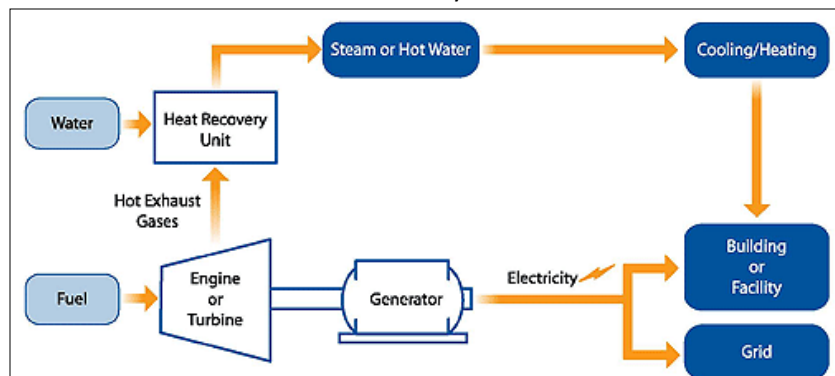 Steam or Hot Water
Cooling/Heating
Water
Heat Recovery
Unit
Hot Exhaust
Gases
Fuel
Engine
or
Turbine
Generator
Electricity
Building
or
Facility
Grid